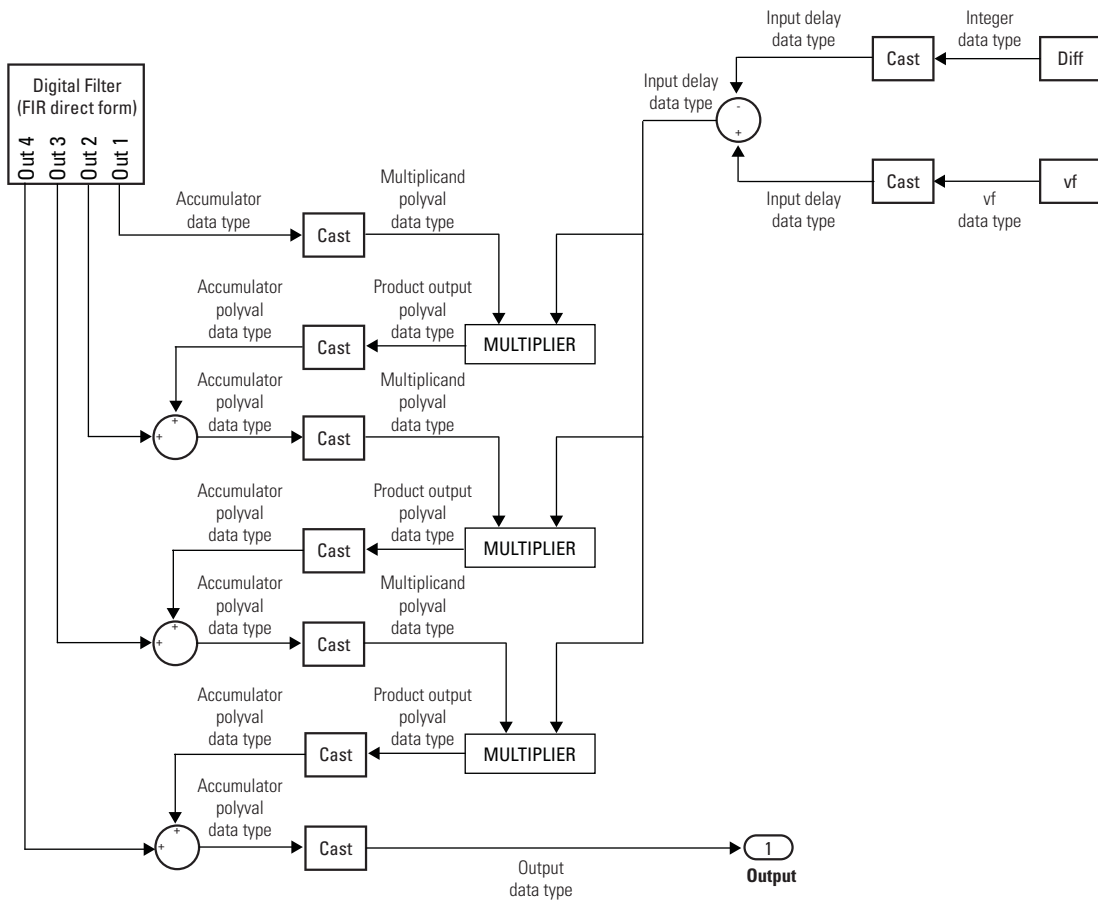 Digital Filter
(FIR direct form)
Out 4
Out 3
Out 2
Out 1
Input delay
data type
Cast
Integer
data type
Diff
Input delay
data type
-
+
Input delay
data type
Cast
vf
data type
vf
Accumulator
data type
Cast
Multiplicand
polyval
data type
Accumulator
polyval
data type
Cast
Product output
polyval
data type
MULTIPLIER
+
+
Accumulator
polyval
data type
Cast
Multiplicand
polyval
data type
Accumulator
polyval
data type
Cast
Product output
polyval
data type
MULTIPLIER
+
+
Accumulator
polyval
data type
Cast
Multiplicand
polyval
data type
Accumulator
polyval
data type
Cast
Product output
polyval
data type
MULTIPLIER
+
+
Accumulator
polyval
data type
Cast
Output
data type
1
Output